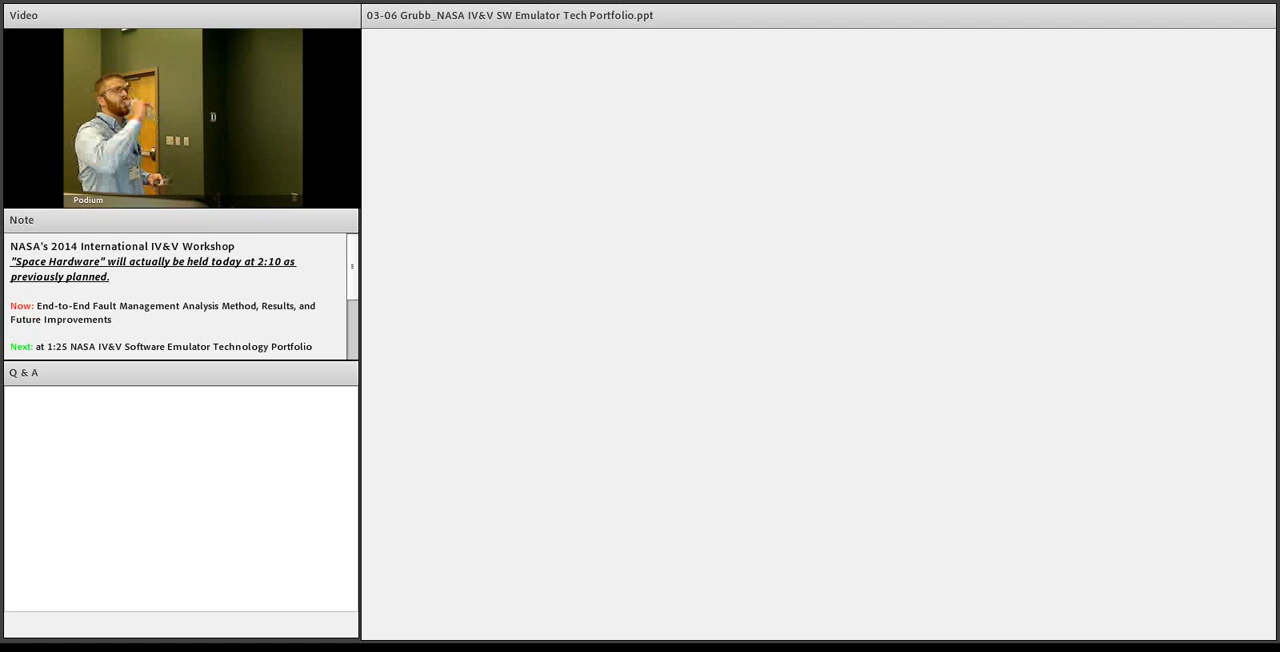 Video
03-06 Grubb_NASA IV&V SW Emulator Tech Portfolio.ppt
Podium
Note
NASA's 2014 International IV&V Workshop
"Space Hardware" will actually be held today at 2:10 as
previously planned.
Now: End-to-End Fault Management Analysis Method, Results, and
Future Improvements
Next: at 1:25 NASA IV&V Software Emulator Technology Portfolio
Q & A